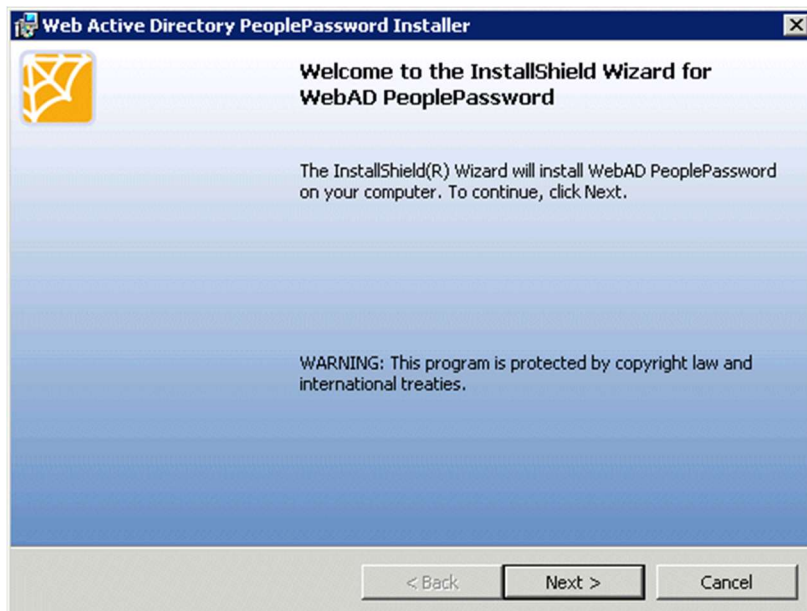 Web Active Directory PeoplePassword Installer
Welcome to the InstallShield Wizard for
WebAD PeoplePassword
The InstallShield(R) Wizard will install WebAD PeoplePassword
on your computer. To continue, click Next.
WARNING: This program is protected by copyright law and
international treaties.
< Back
Next >
Cancel